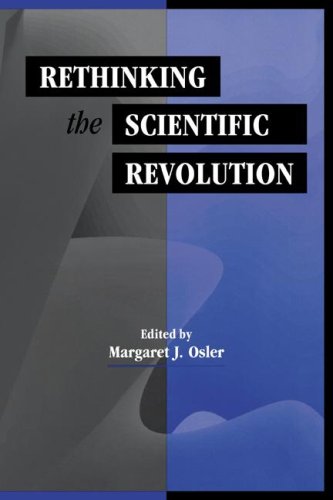 RETHINKING
the SCIENTIFIC
REVOLUTION
Edited by
Margaret J. Osler